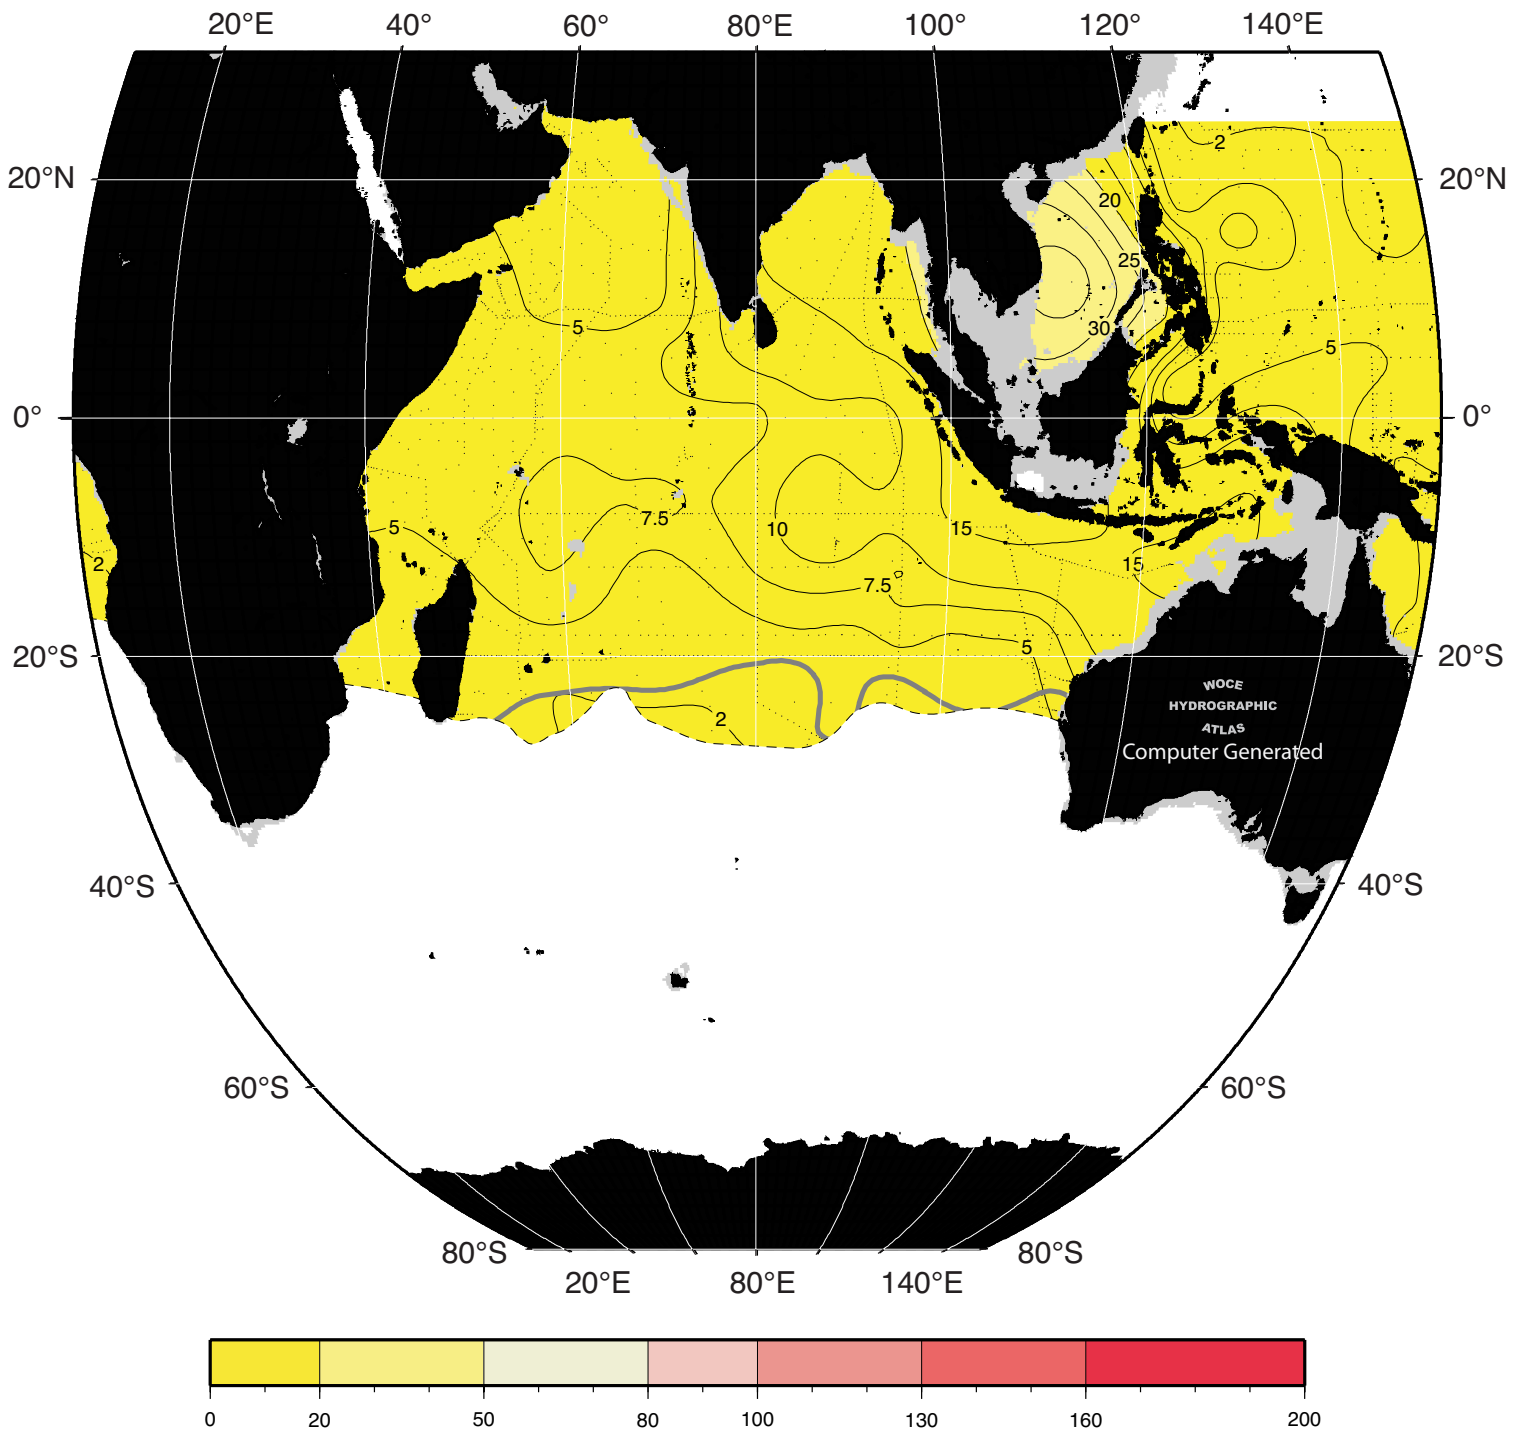 20°E 40° 60° 80°E 100° 120° 140°E
2
20°N 20°N
20
25
5
30
5
0° 0°
7.5
5 10 15
2 15
7.5
5
20°S 20°S
WOCE
HYDROGRAPHIC
2
ATLAS
Computer Generated
40°S 40°S
60°S 60°S
80°S 80°S
20°E 80°E 140°E
0 20 50 80 100 130 160 200